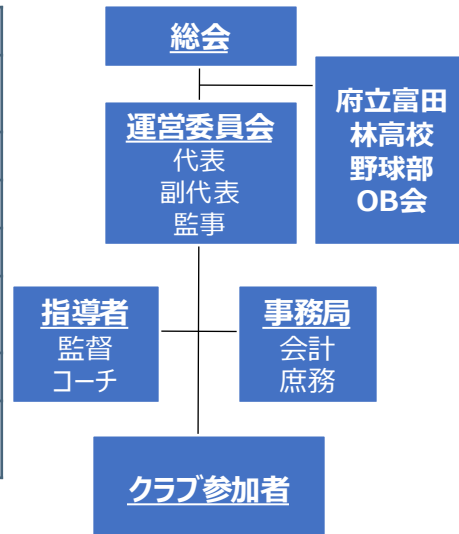 総会
府立富田
林高校
野球部
OB会
運営委員会
代表
副代表
監事
指導者
監督
コーチ
事務局
会計
庶務
クラブ参加者